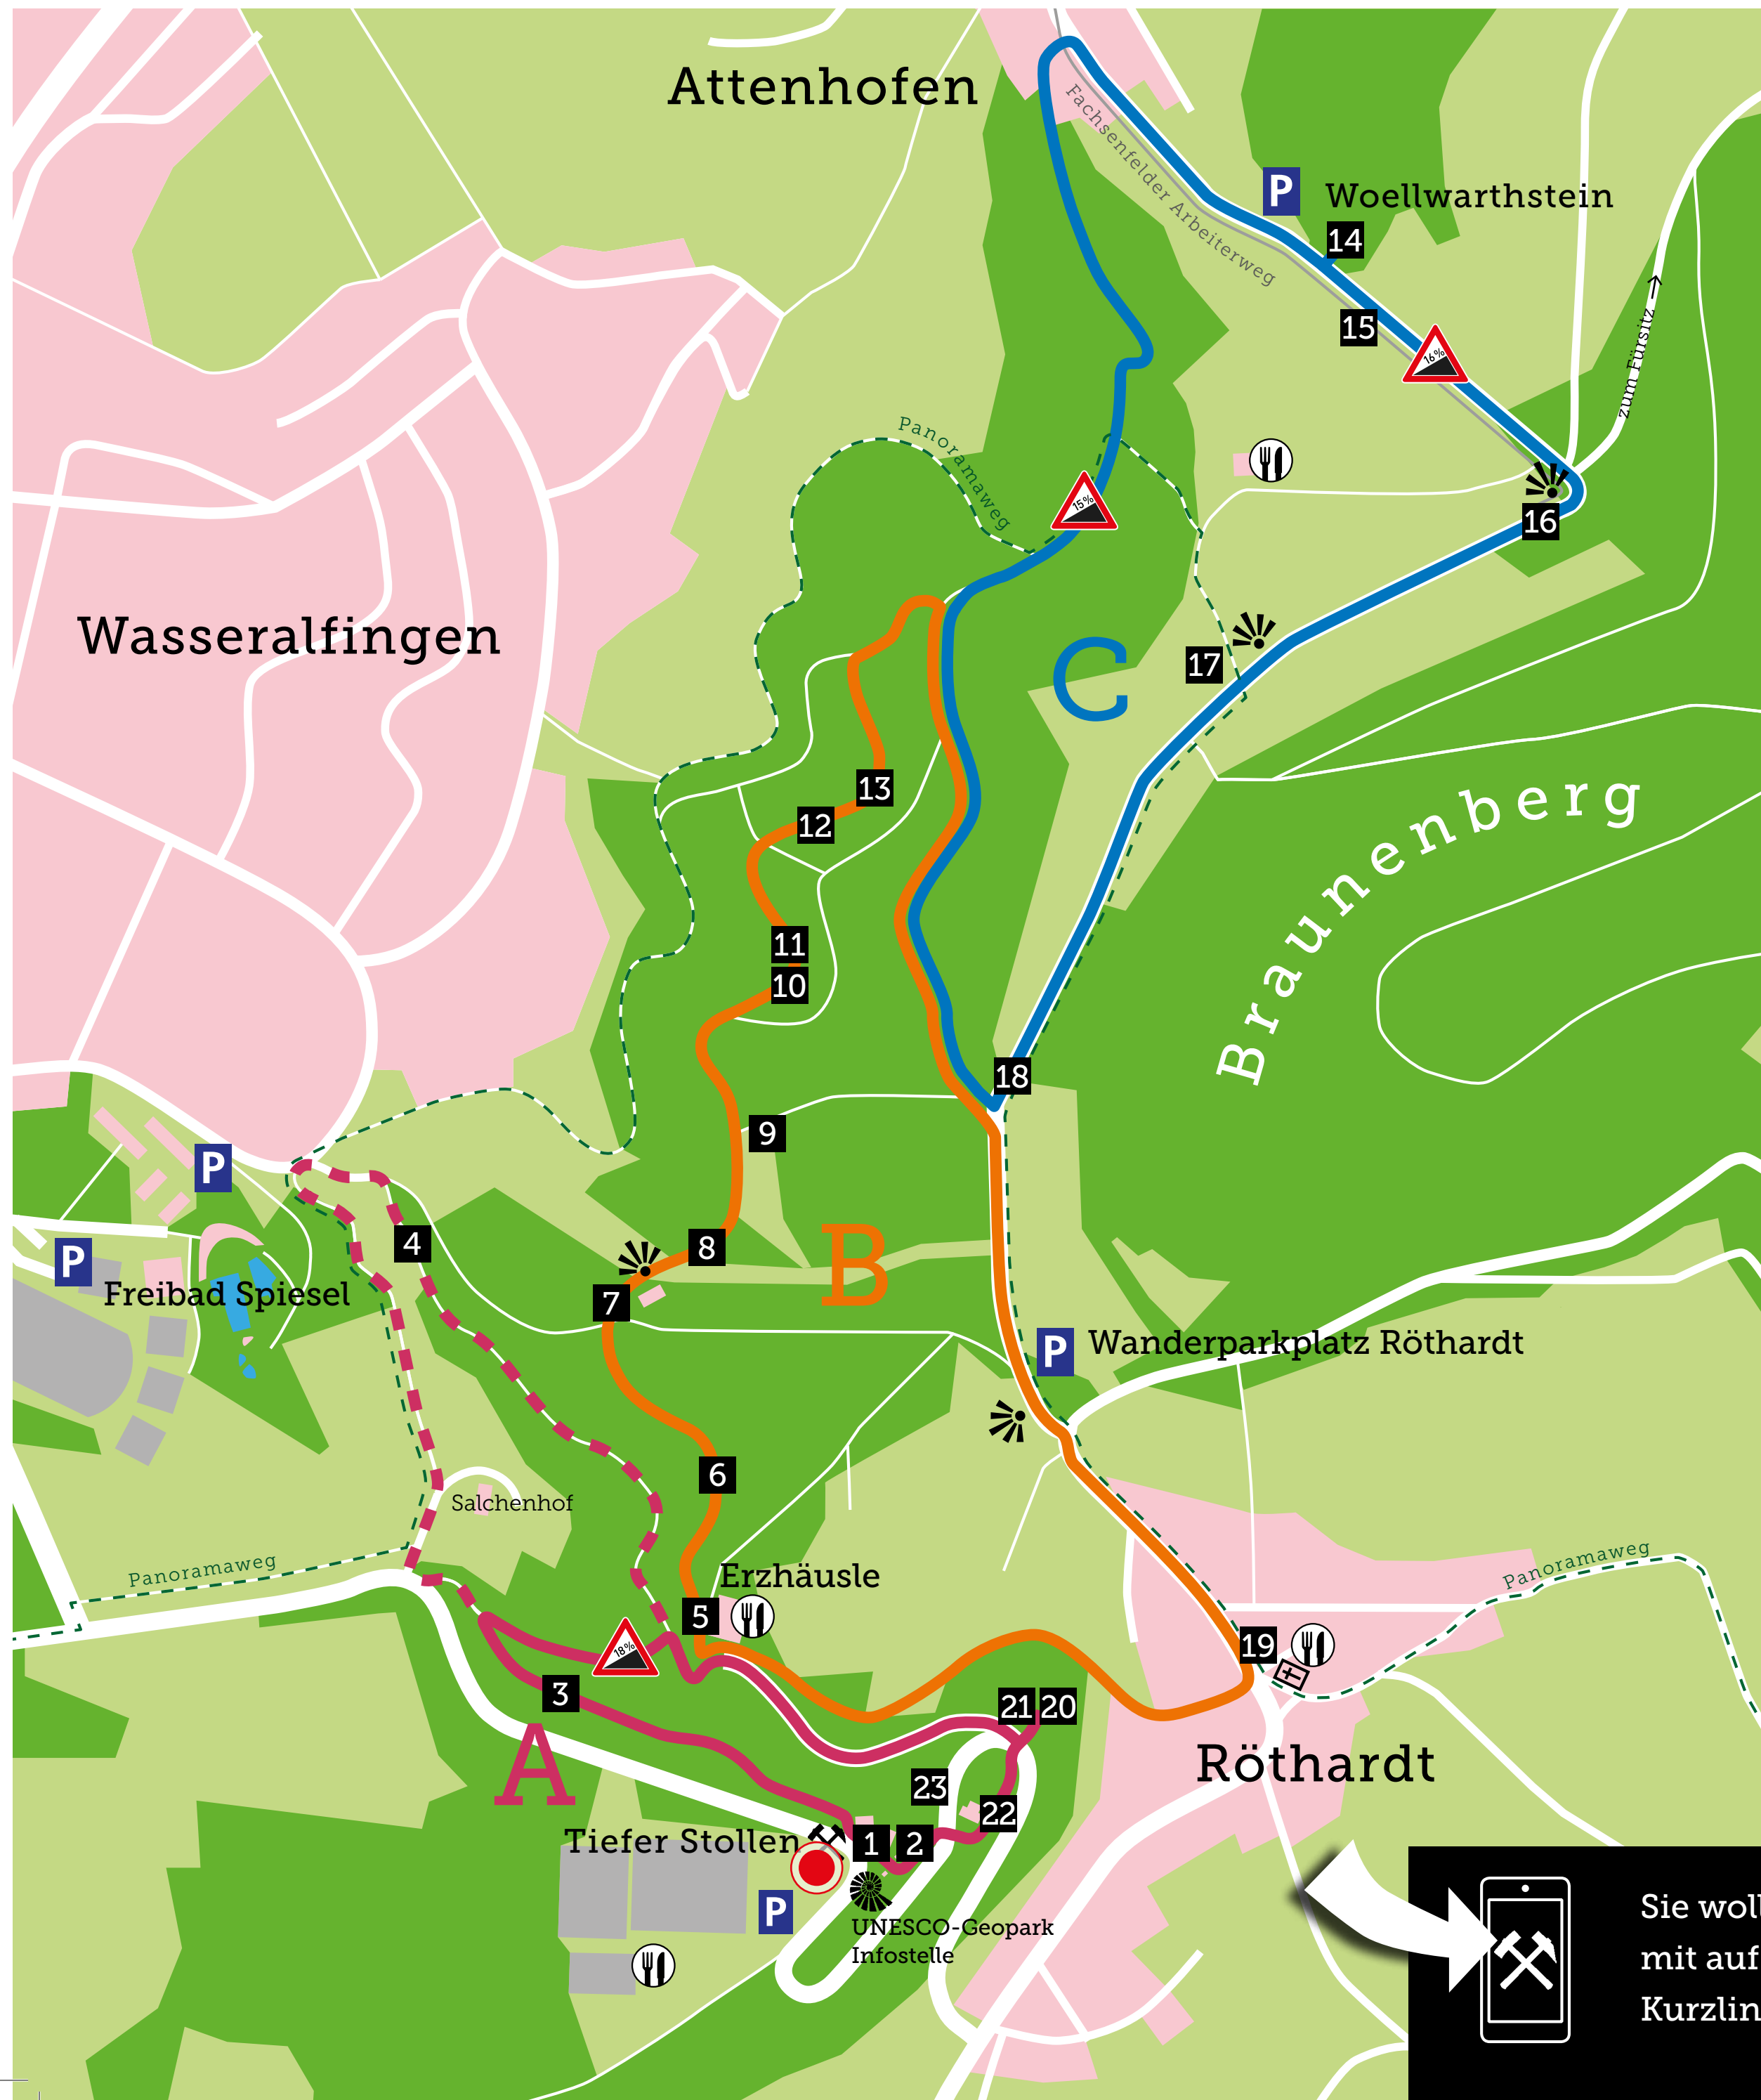 Attenhofen
Fachsenfelder Arbeiterweg
P
Woellwarthstein
14
15
16%
zum Fürsitz
Panoramaweg
15%
16
Wasseralfingen
C
17
13
12
Braunenberg
11
10
18
9
P
4
8
B
P
Freibad Spiesel
7
P Wanderparkplatz Röthardt
6
Salchenhof
Panoramaweg
Panoramaweg
Erzhäusle
5
18%
19
3
21 20
A
Röthardt
23
22
Tiefer Stollen
1 2
P
UNESCO-Geopark
Infostelle
Sie woll
mit auf
Kurzlin